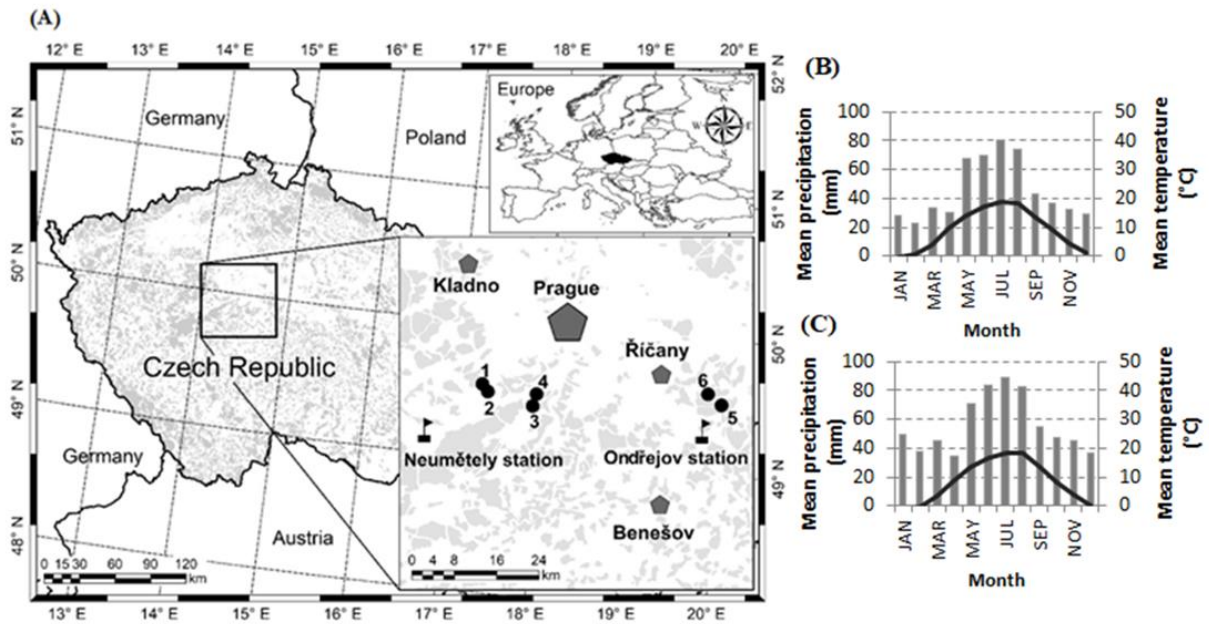 (A)
12° E 13° E 14° E 15° E 16° E 17° E 18° E 19° E 20° E
52° N
51° N
50° N
49° N
48° N
51° N
50° N
49° N
Germany
Poland
Czech Republic
Germany
Austria
0 15 30 60 90 120
km
13° E 14° E 15° E 16° E 17° E 18° E 19° E 20° E
Europe
N
W E
S
Kladno
Prague
Říčany
1
2
4
3
6
5
Neumětely station
Ondřejov station
Benešov
0 4 8 16 24
km
(B)
Mean precipitation
(mm)
100
80
60
40
20
0
50
40
30
20
10
0
Mean temperature
(°C)
JAN MAR MAY JUL SEP NOV
Month
(C)
Mean precipitation
(mm)
100
80
60
40
20
0
50
40
30
20
10
0
Mean temperature
(°C)
JAN MAR MAY JUL SEP NOV
Month